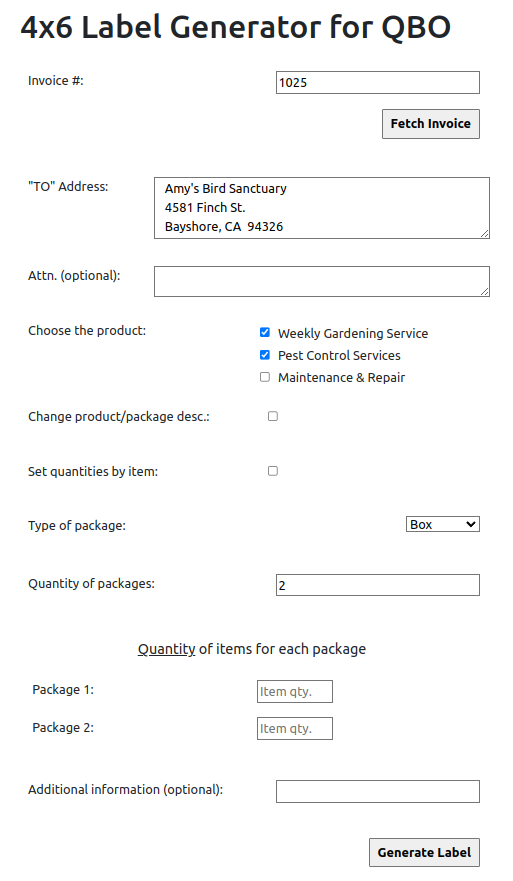 4x6 Label Generator for QBO
Invoice #:
1025
Fetch Invoice
"TO" Address:
Amy's Bird Sanctuary
4581 Finch St.
Bayshore, CA 94326
Attn. (optional):
Choose the product:
Weekly Gardening Service
Pest Control Services
Maintenance & Repair
Change product/package desc.:
Set quantities by item:
Type of package:
Box
Quantity of packages:
2
Quantity of items for each package
Package 1:
Item qty.
Package 2:
Item qty.
Additional information (optional):
Generate Label